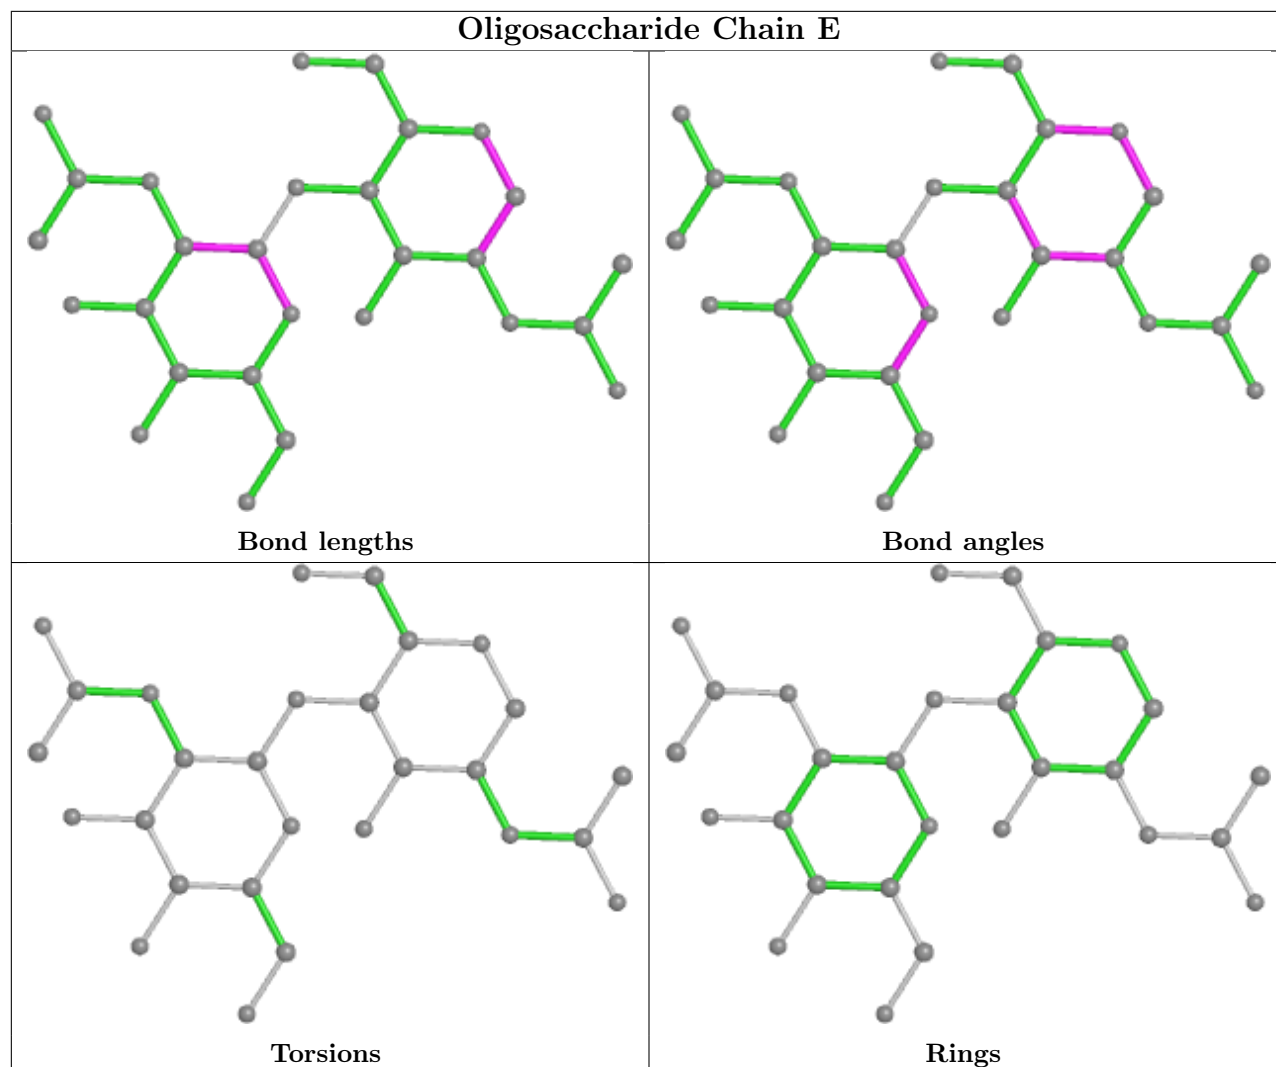 Oligosaccharide Chain E
Bond lengths
Bond angles
Torsions
Rings